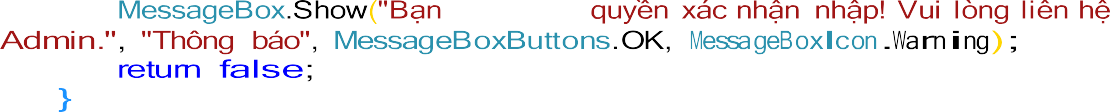 MessageBox.Show("Bạn quyền xác nhận nhập! Vui lòng liên hệ
Admin.", "Thông báo", MessageBoxButtons.OK, MessageBoxIcon.Warning);
return false;
}